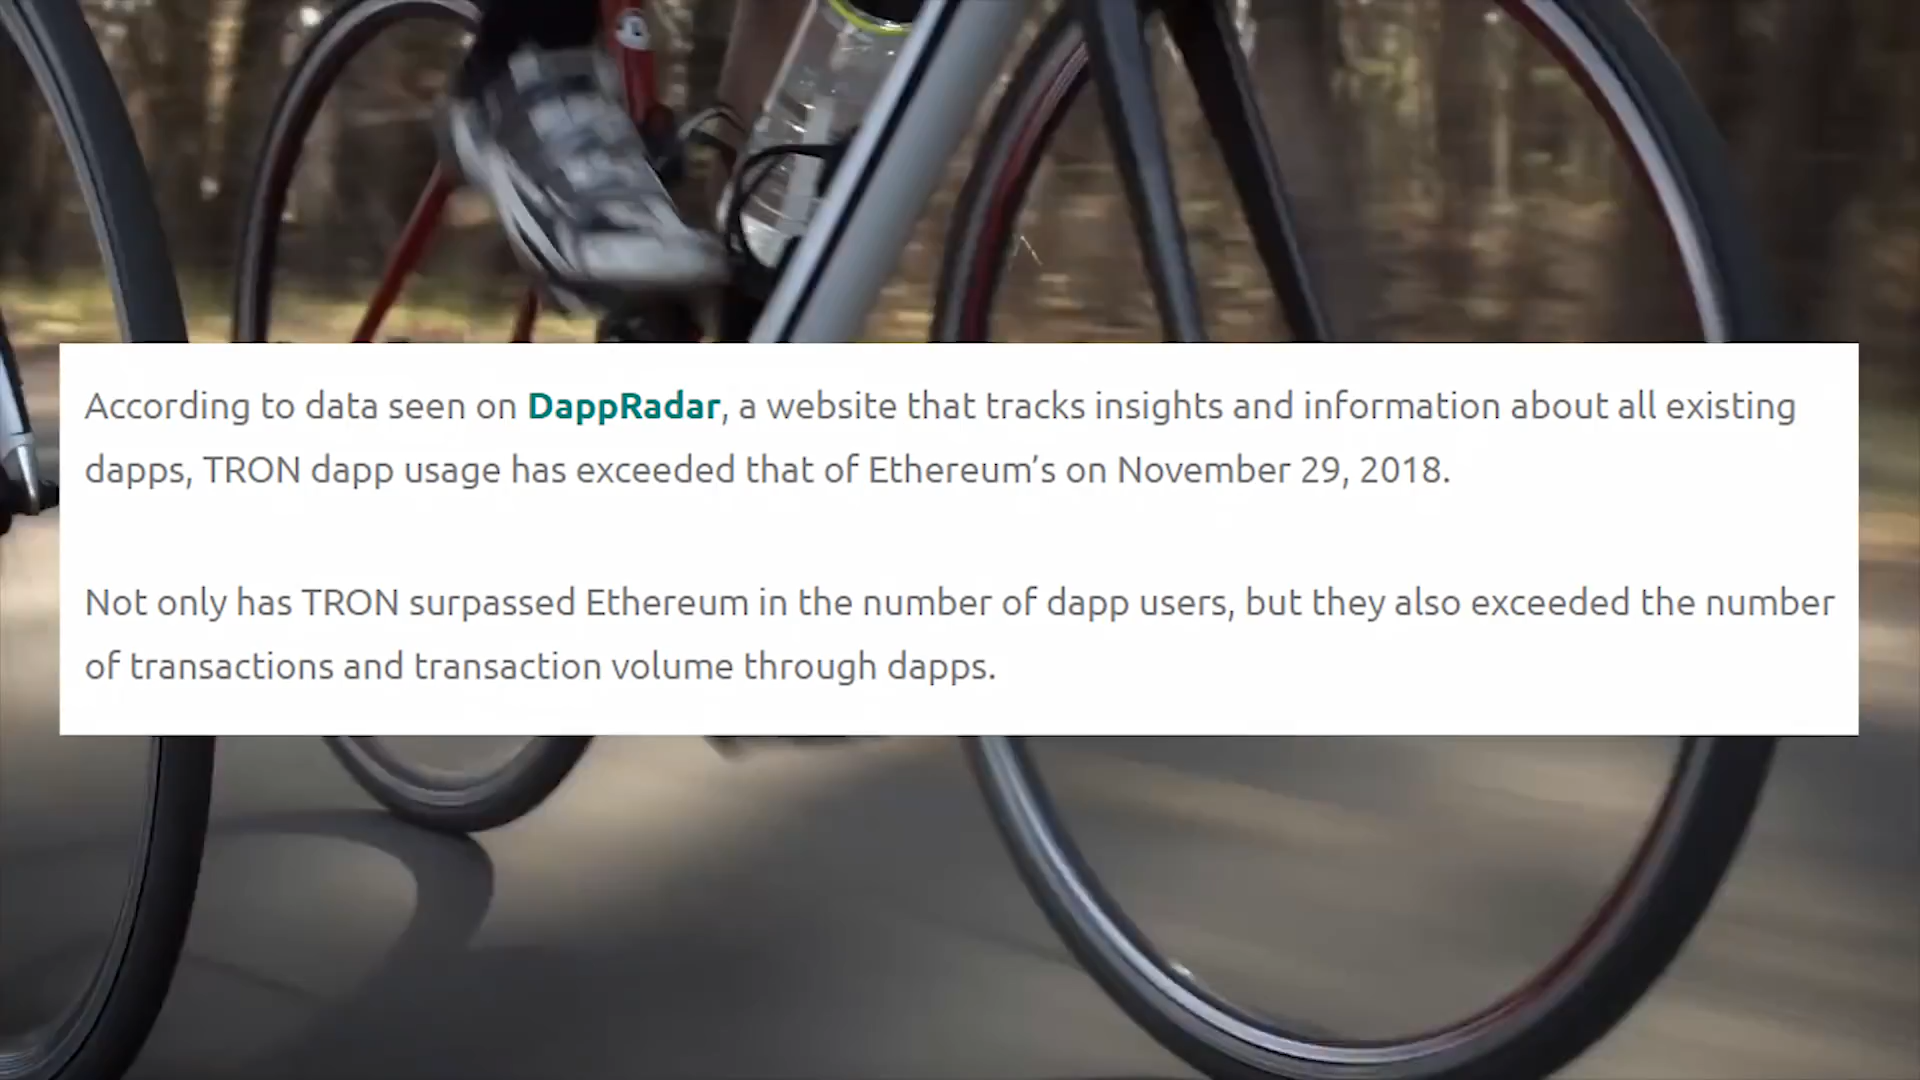 According to data seen on DappRadar, a website that tracks insights and information about all existing
dapps, TRON dapp usage has exceeded that of Ethereum’s on November 29, 2018.
Not only has TRON surpassed Ethereum in the number of dapp users, but they also exceeded the number
of transactions and transaction volume through dapps.